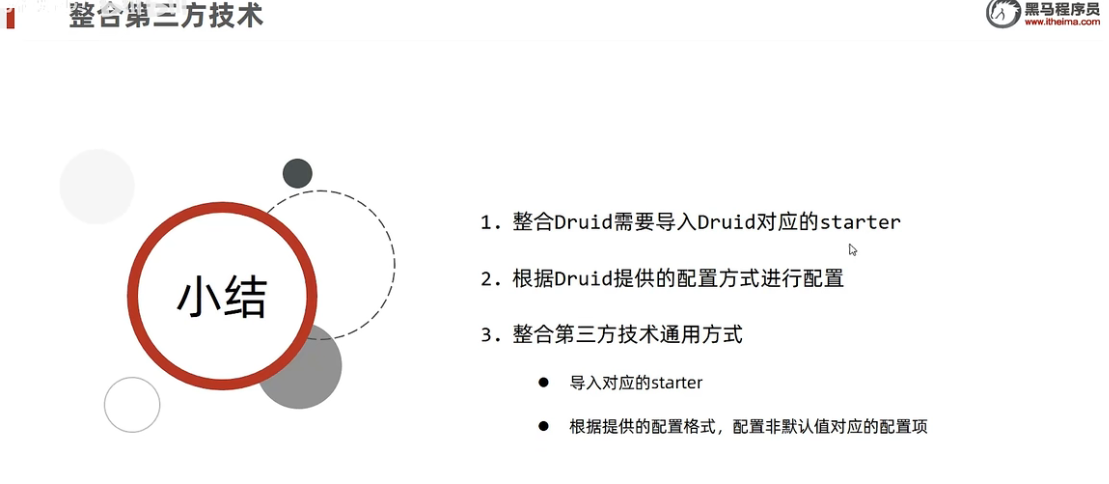 整合第三方技术
黑马程序员
www.itheima.com
小结
1. 整合Druid需要导入Druid对应的starter
2. 根据Druid提供的配置方式进行配置
3. 整合第三方技术通用方式
● 导入对应的starter
● 根据提供的配置格式，配置非默认值对应的配置项